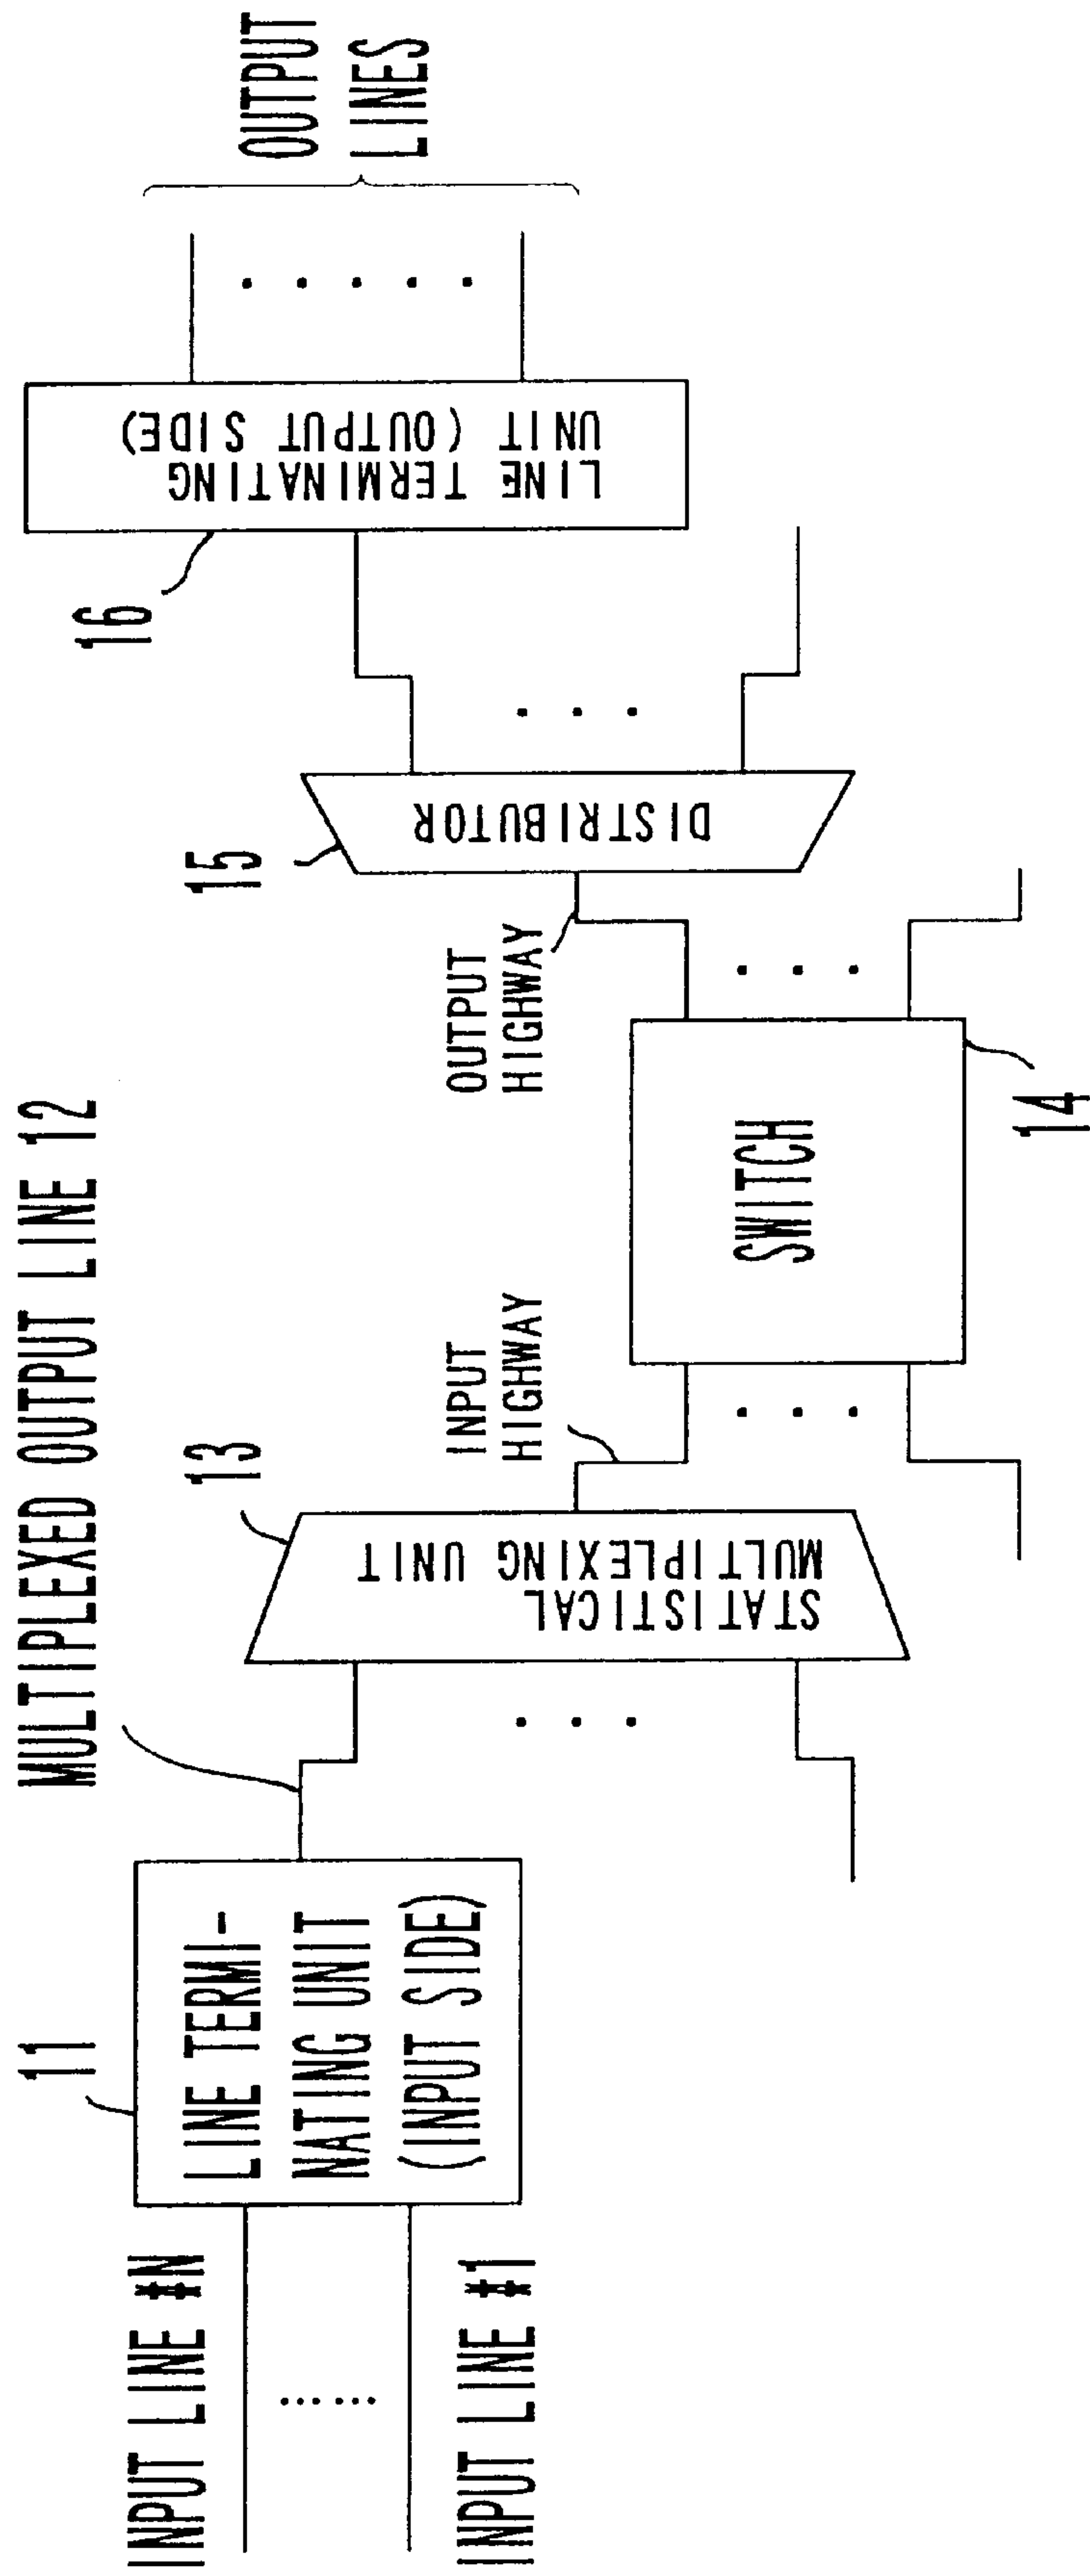 MULTIPLEXED OUTPUT LINE 12
11
INPUT LINE #N
LINE TERMI-
NATING UNIT
(INPUT SIDE)
INPUT LINE #1
13
STATISTICAL
MULTIPLEXING UNIT
INPUT
HIGHWAY
SWITCH
14
OUTPUT
HIGHWAY
15
DISTRIBUTOR
16
LINE TERMINATING
UNIT (OUTPUT SIDE)
OUTPUT
LINES